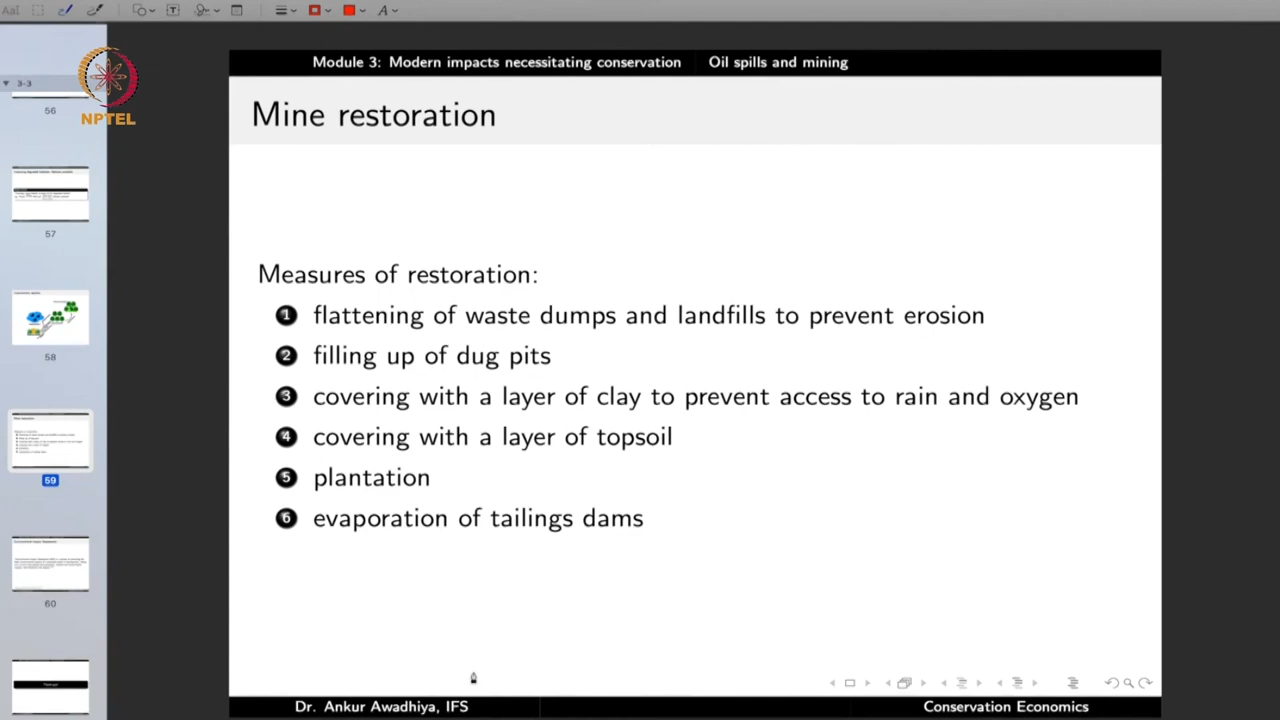 3-3
NPTEL
56
57
58
59
60
Module 3: Modern impacts necessitating conservation Oil spills and mining
Mine restoration
Measures of restoration:
1 flattening of waste dumps and landfills to prevent erosion
2 filling up of dug pits
3 covering with a layer of clay to prevent access to rain and oxygen
4 covering with a layer of topsoil
5 plantation
6 evaporation of tailings dams
Dr. Ankur Awadhiya, IFS Conservation Economics